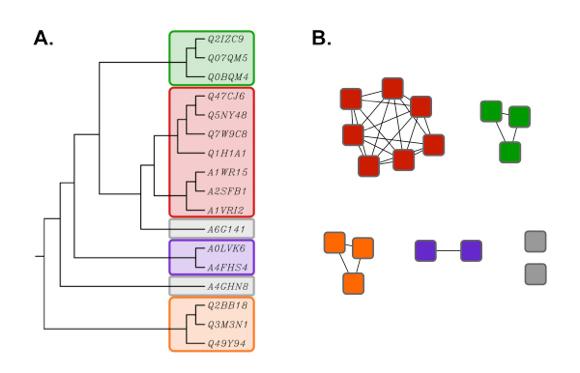 A.
B.
Q2IZC9
Q07QM5
Q0BQM4
Q47CJ6
Q5NY48
Q7W9C8
Q1H1A1
A1WR15
A2SFB1
A1VRI2
A6G141
A0LVK6
A4FHS4
A4GHN8
Q2BB18
Q3M3N1
Q49Y94